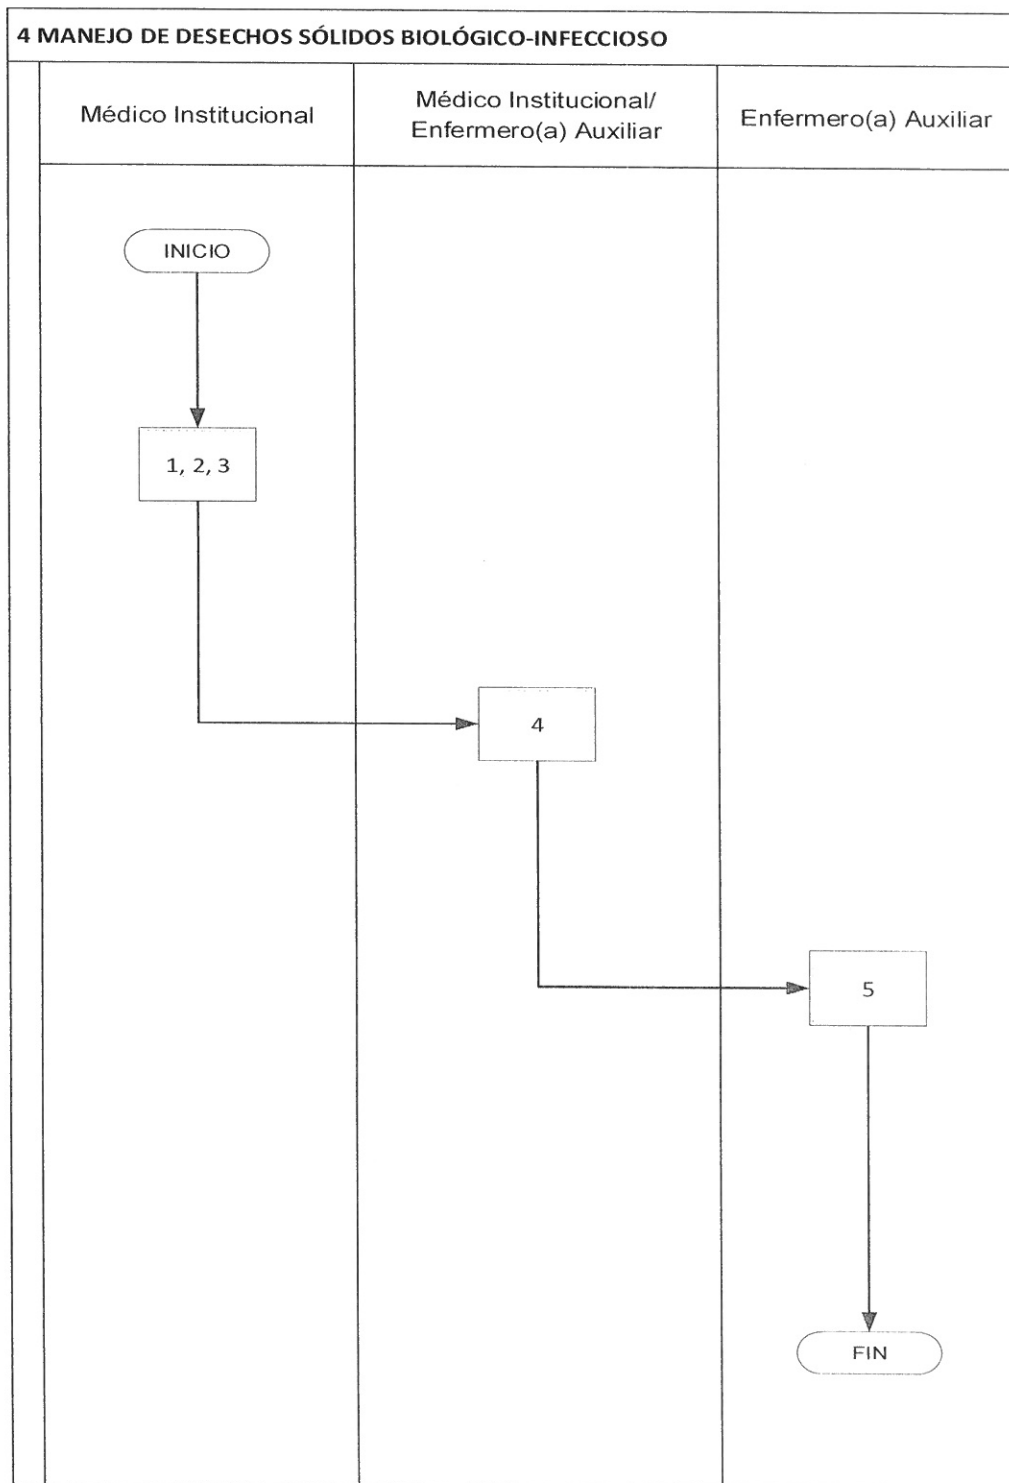 4 MANEJO DE DESECHOS SÓLIDOS BIOLÓGICO-INFECCIOSO
Médico Institucional
Médico Institucional/
Enfermero(a) Auxiliar
Enfermero(a) Auxiliar
INICIO
1, 2, 3
4
5
FIN